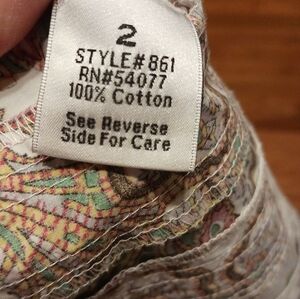 2
STYLE#861
RN#54077
100% Cotton
See Reverse
Side For Care